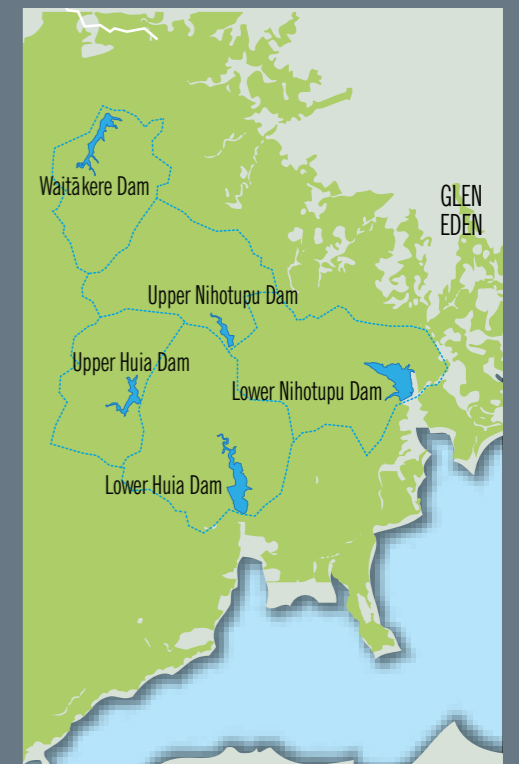 Waitākere Dam
GLEN
EDEN
Upper Nihotupu Dam
Upper Huia Dam
Lower Nihotupu Dam
Lower Huia Dam